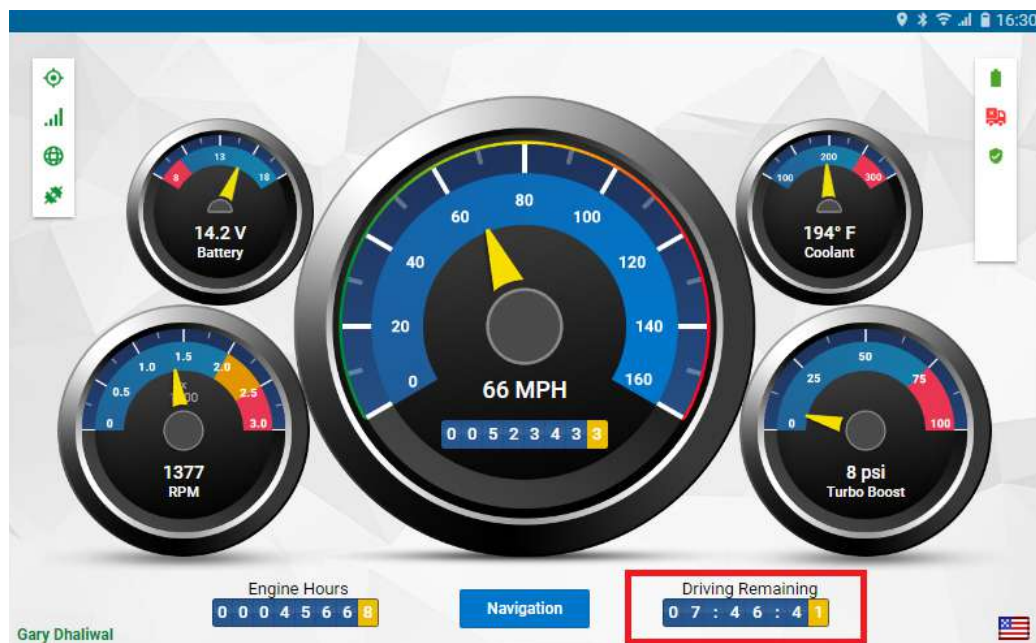 16:30
8 13 18
14.2 V
Battery
100 200 300
194° F
Coolant
0 20 40 60 80 100 120 140 160
66 MPH
0 0 5 2 3 4 3 3
0 0.5 1.0 1.5 2.0 2.5 3.0
1377
RPM
0 25 50 75 100
8 psi
Turbo Boost
Engine Hours
0 0 0 4 5 6 6 8
Navigation
Driving Remaining
0 7 : 4 6 : 4 1
Gary Dhaliwal